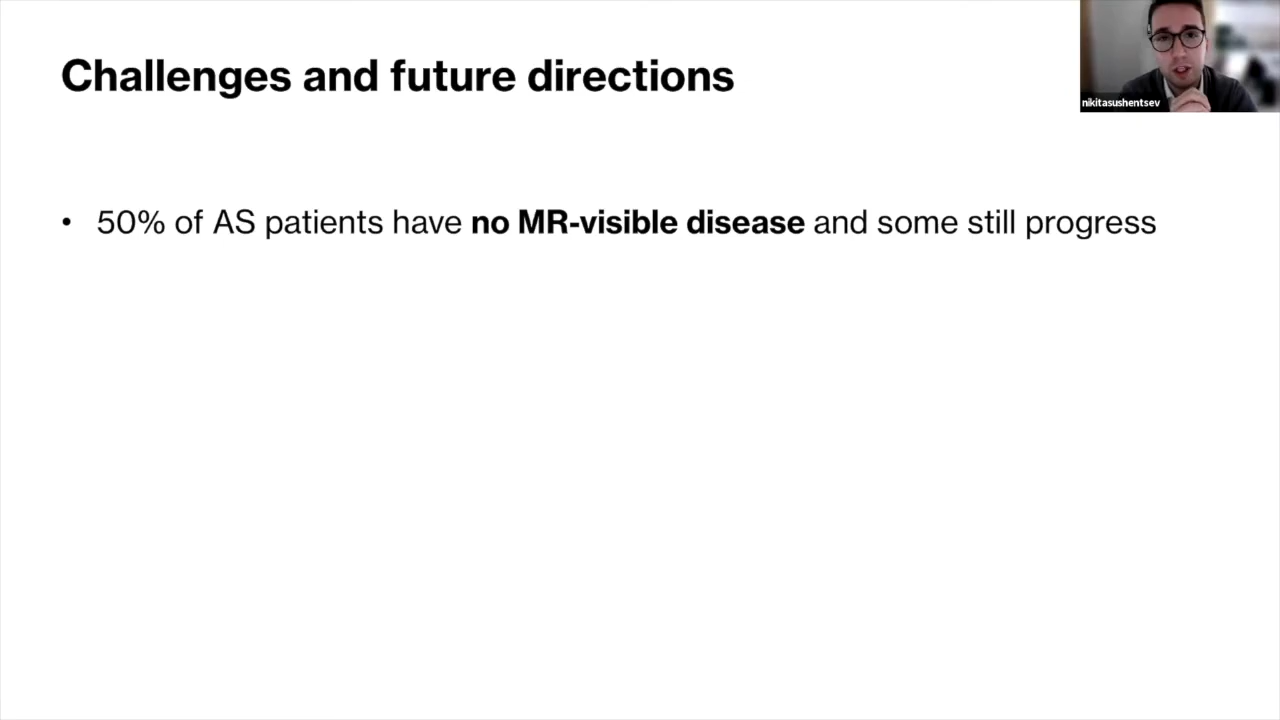 Challenges and future directions
nikitasushentsev
• 50% of AS patients have no MR-visible disease and some still progress